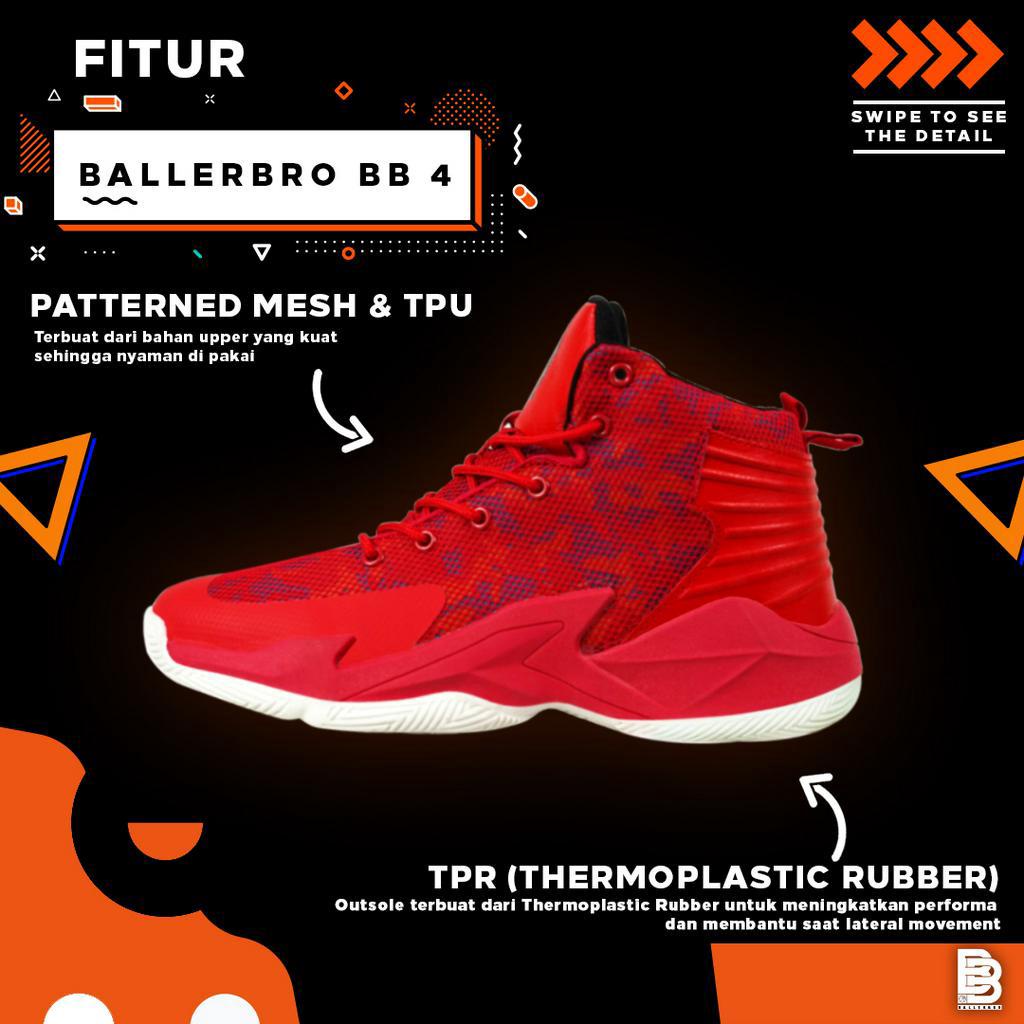 FITUR
SWIPE TO SEE
THE DETAIL
BALLERBRO BB 4
PATTERNED MESH & TPU
Terbuat dari bahan upper yang kuat
sehingga nyaman di pakai
TPR (THERMOPLASTIC RUBBER)
Outsole terbuat dari Thermoplastic Rubber untuk meningkatkan performa
dan membantu saat lateral movement
BALLERBRO